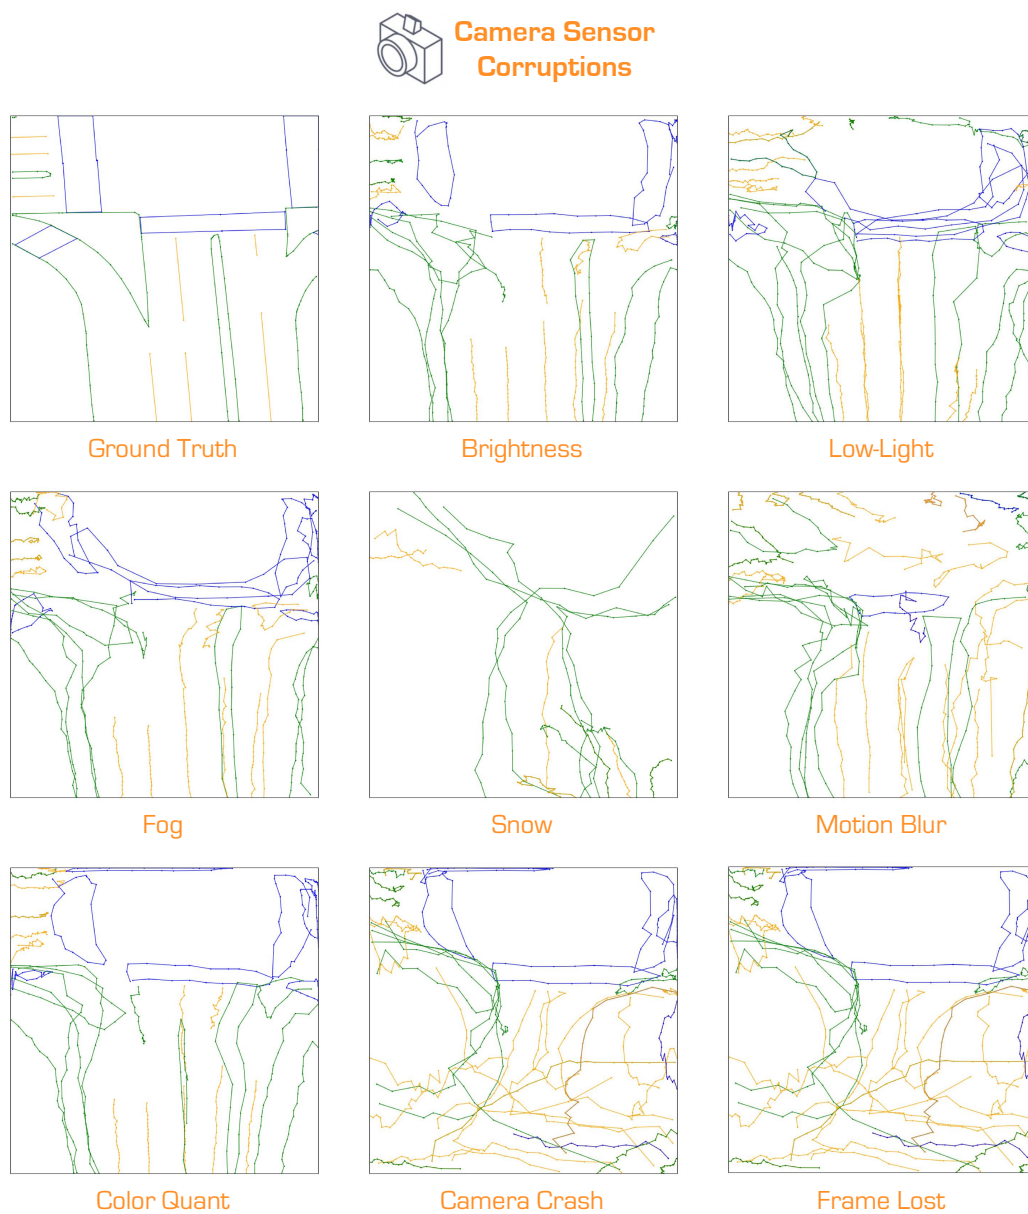 Camera Sensor
Corruptions
Ground Truth
Brightness
Low-Light
Fog
Snow
Motion Blur
Color Quant
Camera Crash
Frame Lost